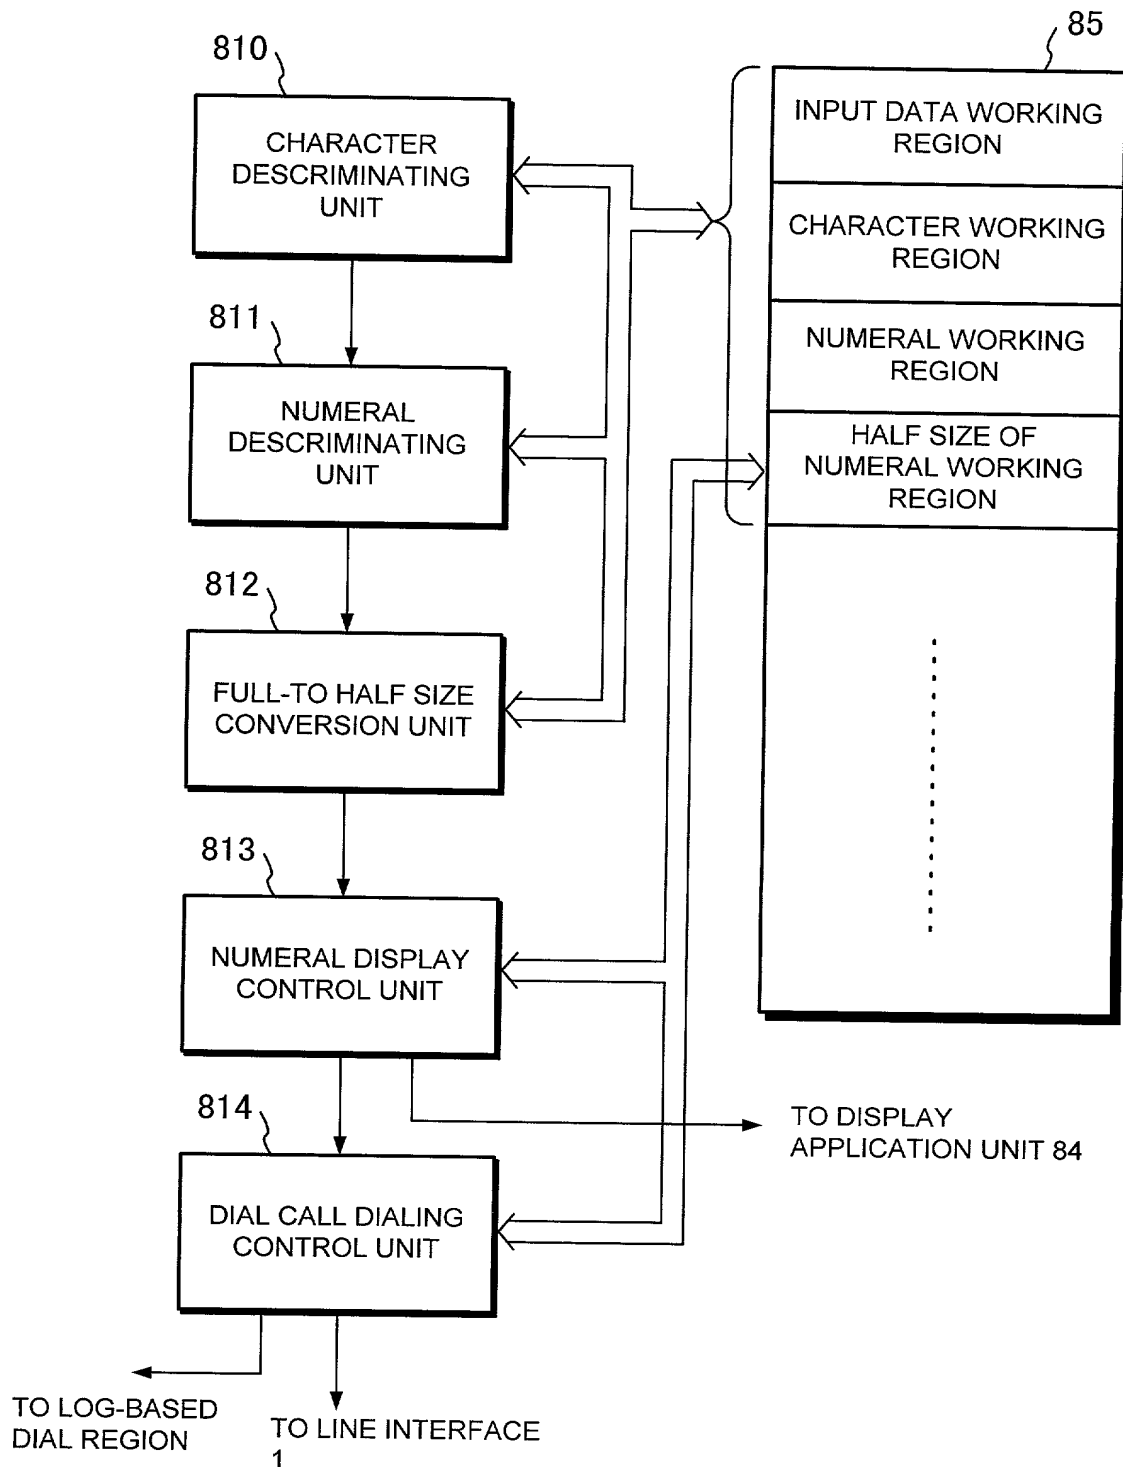 810
CHARACTER
DESCRIMINATING
UNIT
811
NUMERAL
DESCRIMINATING
UNIT
812
FULL-TO HALF SIZE
CONVERSION UNIT
813
NUMERAL DISPLAY
CONTROL UNIT
814
DIAL CALL DIALING
CONTROL UNIT
TO LOG-BASED
DIAL REGION
TO LINE INTERFACE
1
85
INPUT DATA WORKING
REGION
CHARACTER WORKING
REGION
NUMERAL WORKING
REGION
HALF SIZE OF
NUMERAL WORKING
REGION
TO DISPLAY
APPLICATION UNIT 84